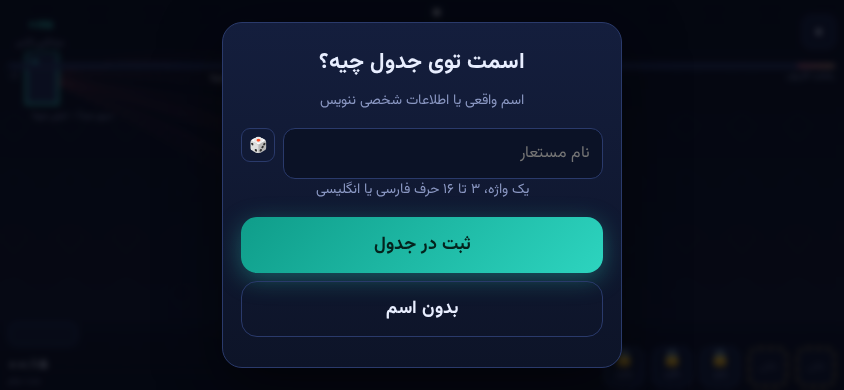 اسمت توی جدول چیه؟
اسم واقعی یا اطلاعات شخصی ننویس
نام مستعار
یک واژه، ۳ تا ۱۶ حرف فارسی یا انگلیسی
ثبت در جدول
بدون اسم